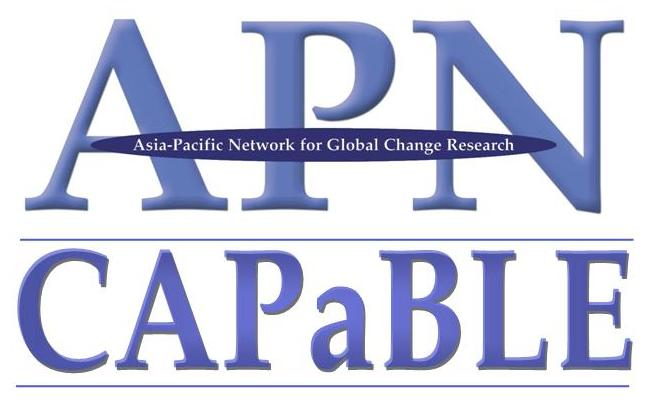 APN
Asia-Pacific Network for Global Change Research
CAPaBLE